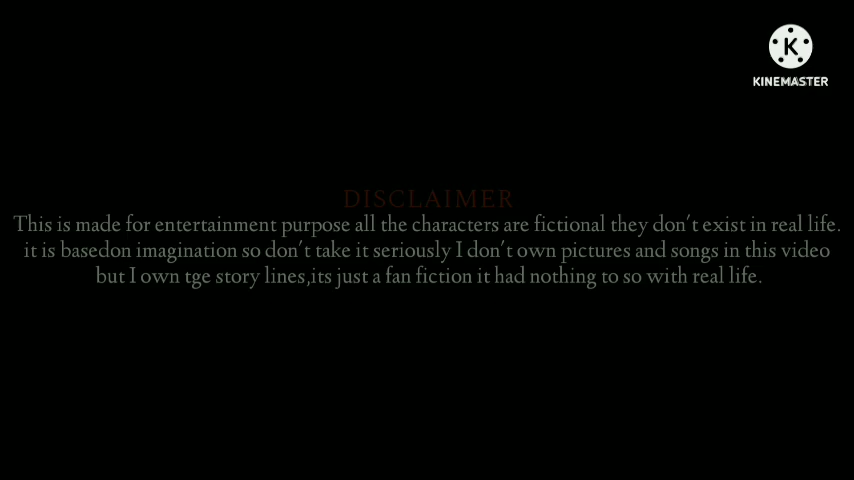 KINEMASTER
DISCLAIMER
This is made for entertainment purpose all the characters are fictional they don't exist in real life.
it is basedon imagination so don't take it seriously I don't own pictures and songs in this video
but I own tge story lines,its just a fan fiction it had nothing to so with real life.